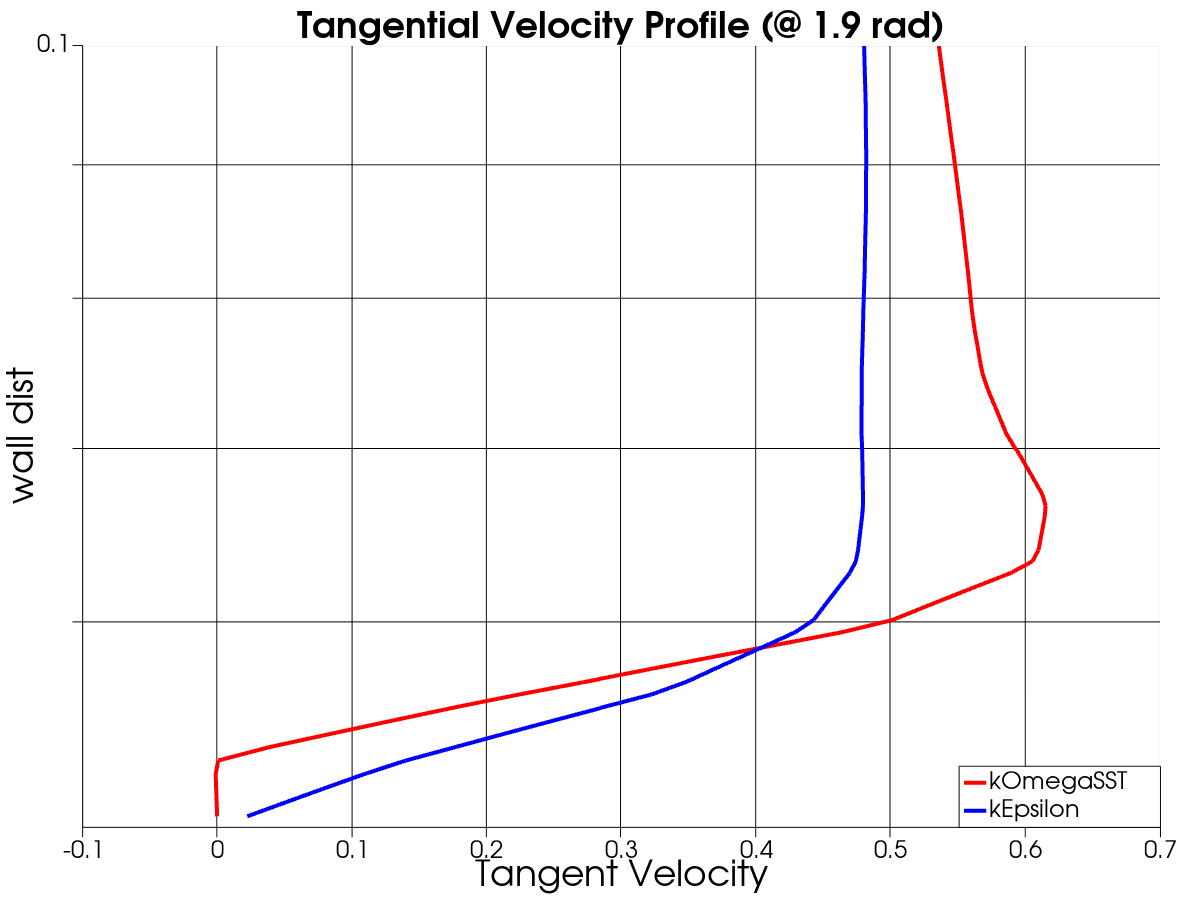 Tangential Velocity Profile (@ 1.9 rad)
0.1
wall dist
kOmegaSST
kEpsilon
-0.1 0 0.1 0.2 0.3 0.4 0.5 0.6 0.7
Tangent Velocity